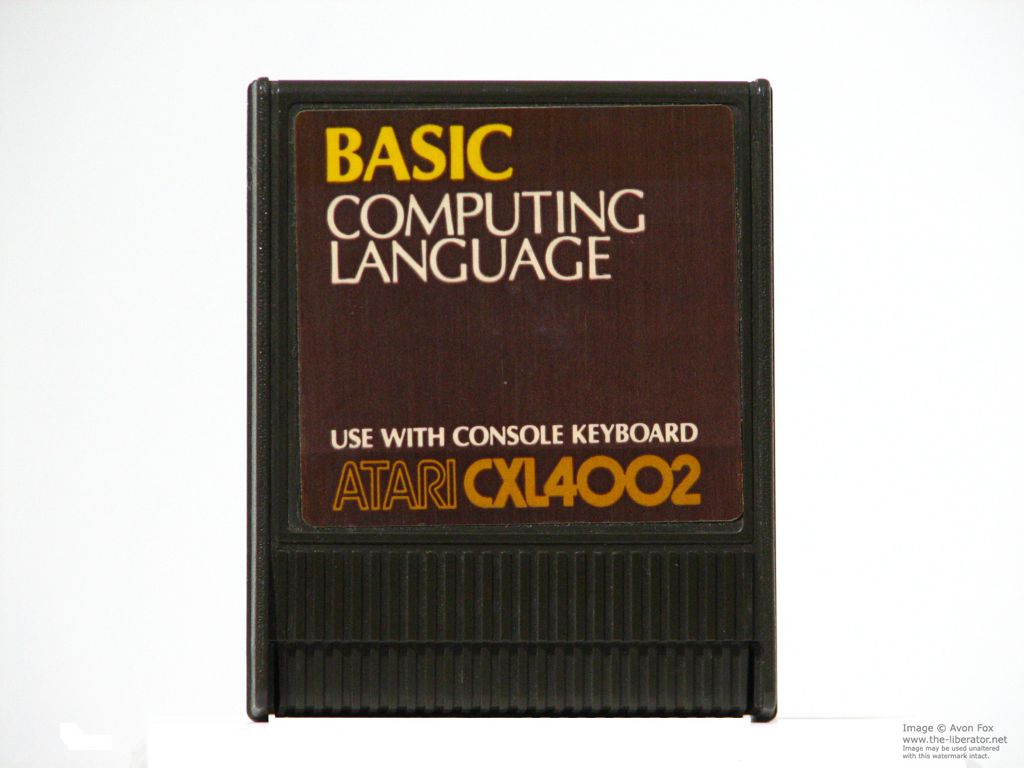 BASIC
COMPUTING
LANGUAGE
USE WITH CONSOLE KEYBOARD
ATARI CXL4002
Image © Avon Fox
www.the-liberator.net
Image may be used unaltered
with this watermark intact.